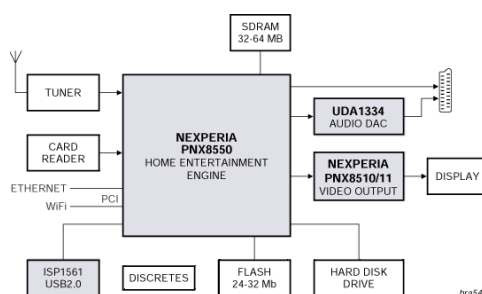 SDRAM
32-64 MB
TUNER
UDA1334
AUDIO DAC
NEXPERIA
PNX8550
HOME ENTERTAINMENT
ENGINE
CARD
READER
NEXPERIA
PNX8510/11
VIDEO OUTPUT
DISPLAY
ETHERNET
PCI
WiFi
ISP1561
USB2.0
DISCRETES
FLASH
24-32 Mb
HARD DISK
DRIVE
bra54